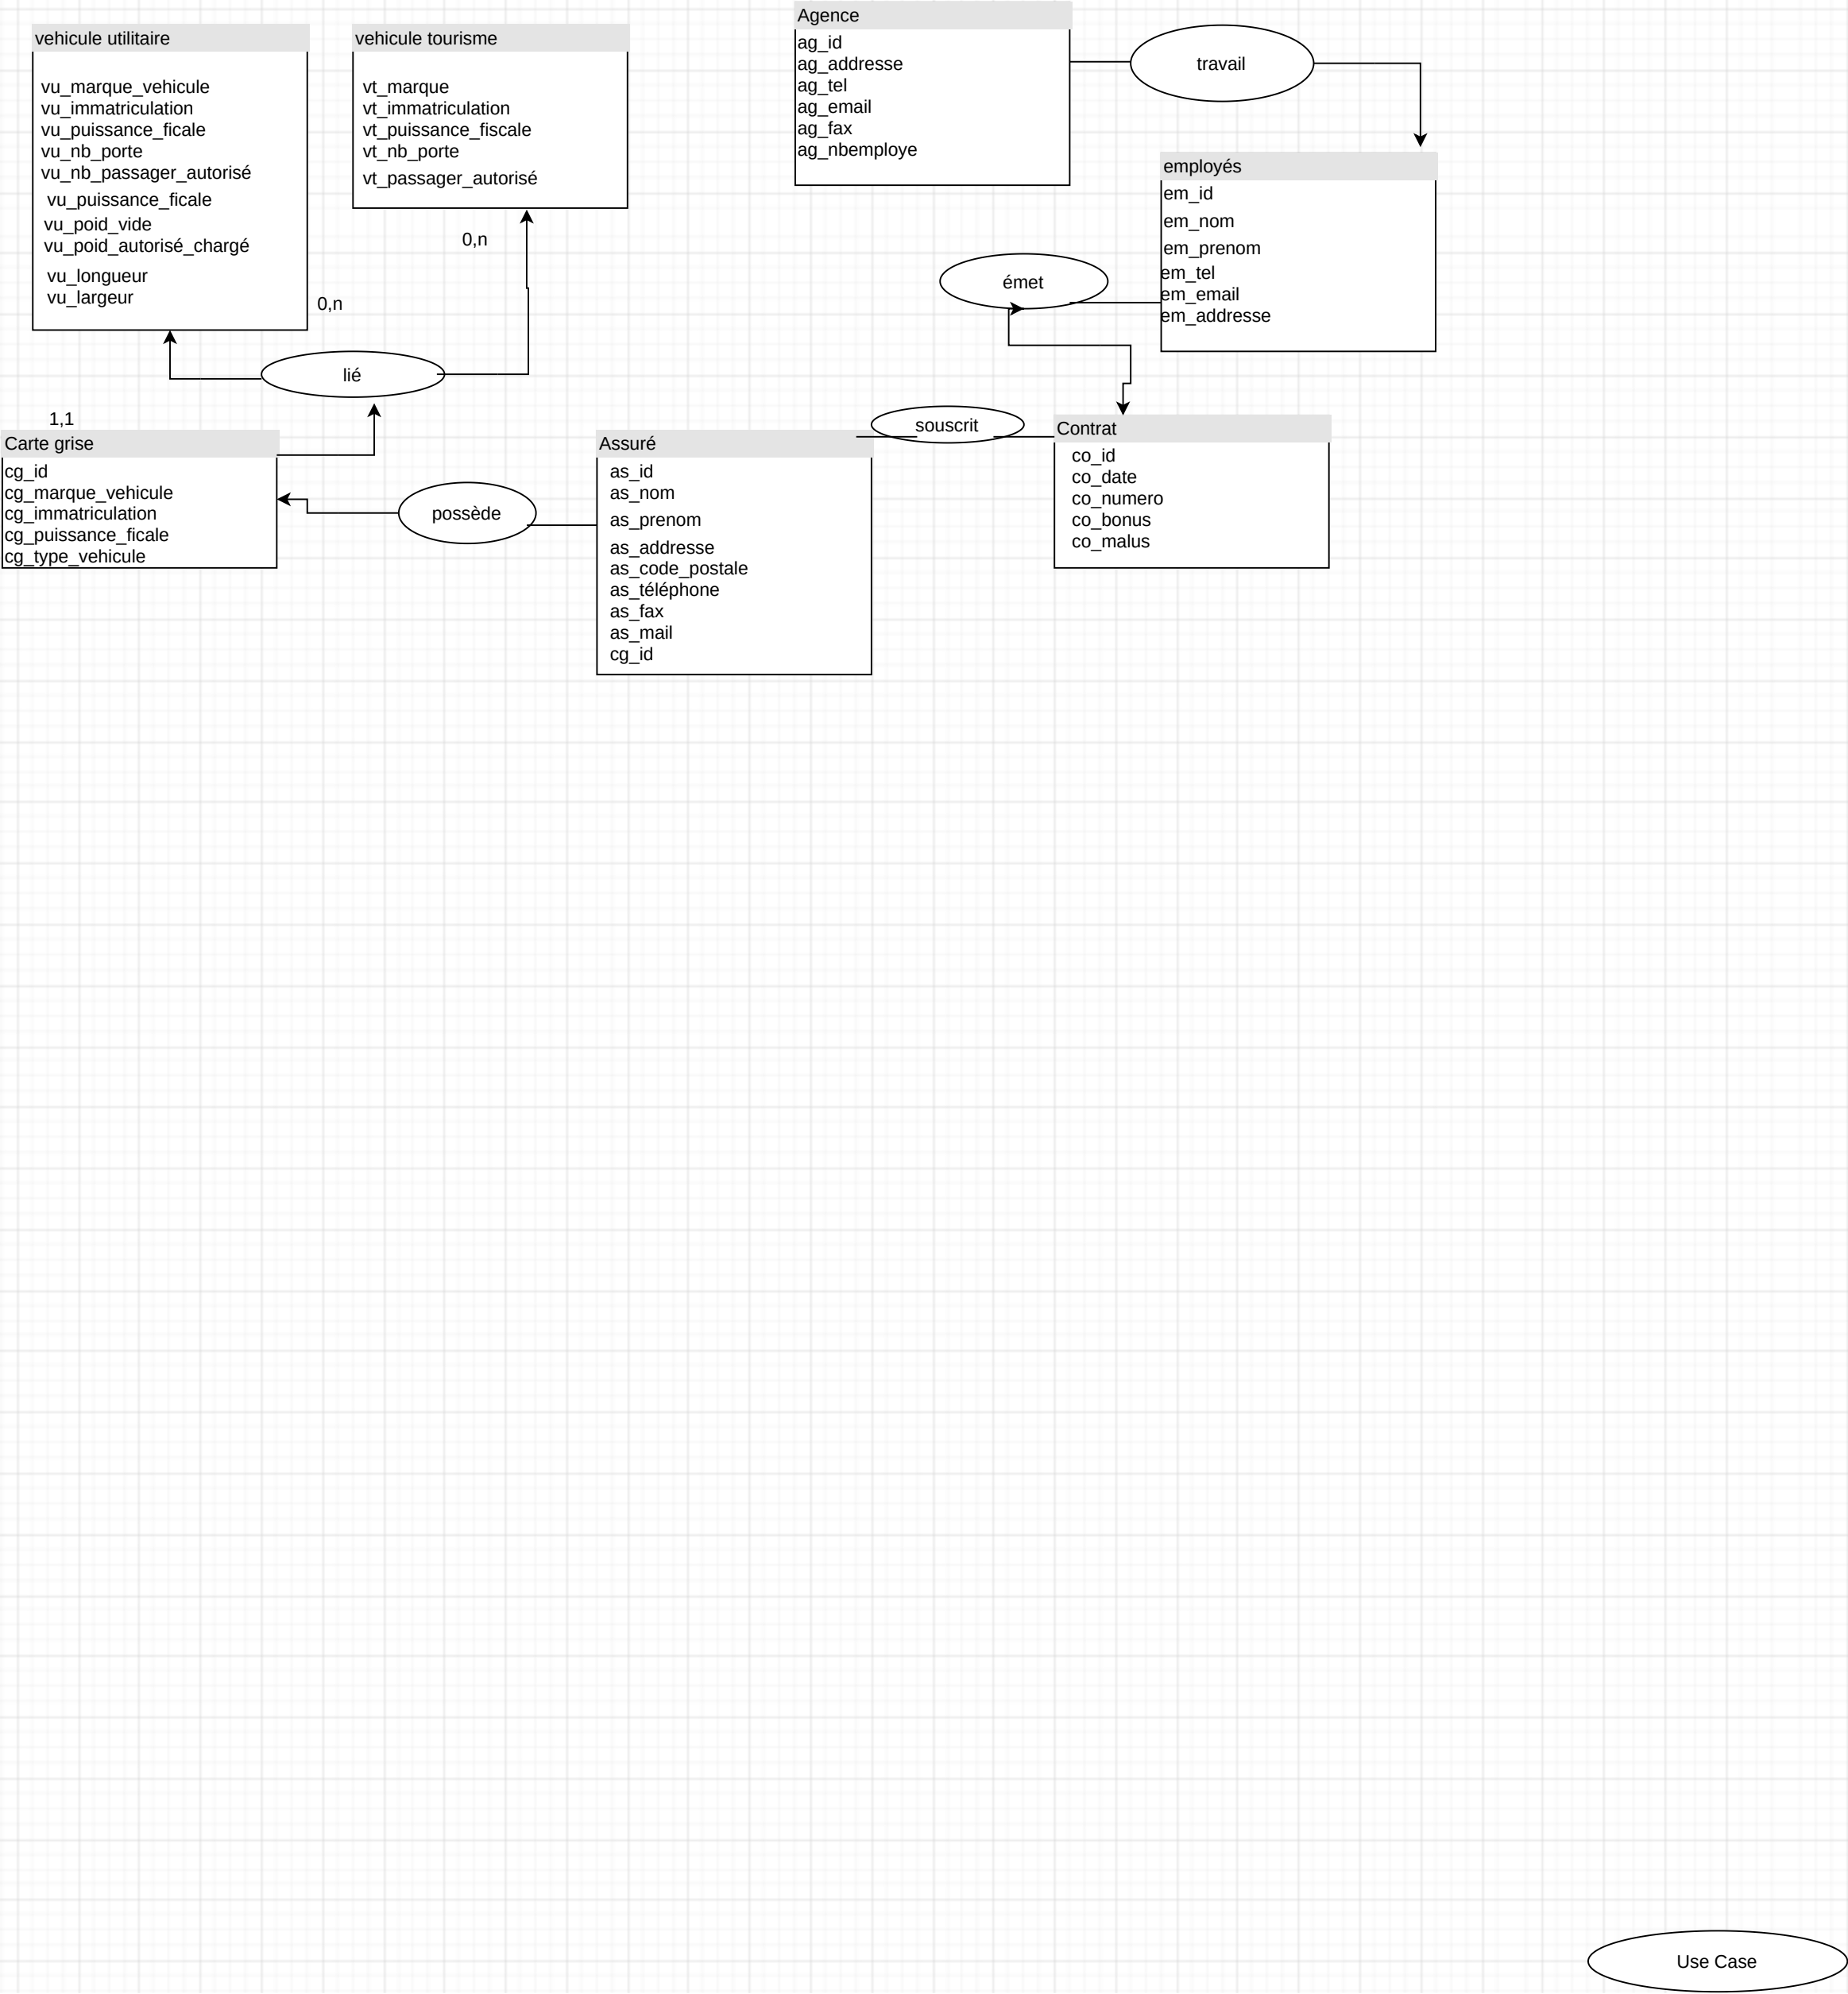 vehicule utilitaire
vu_marque_vehicule
vu_immatriculation
vu_puissance_ficale
vu_nb_porte
vu_nb_passager_autorisé
vu_puissance_ficale
vu_poid_vide
vu_poid_autorisé_chargé
vu_longueur
vu_largeur
0,n
vehicule tourisme
vt_marque
vt_immatriculation
vt_puissance_fiscale
vt_nb_porte
vt_passager_autorisé
0,n
Agence
ag_id
ag_addresse
ag_tel
ag_email
ag_fax
ag_nbemploye
travail
employés
em_id
em_nom
em_prenom
em_tel
em_email
em_addresse
émet
lié
1,1
Carte grise
cg_id
cg_marque_vehicule
cg_immatriculation
cg_puissance_ficale
cg_type_vehicule
possède
Assuré
as_id
as_nom
as_prenom
as_addresse
as_code_postale
as_téléphone
as_fax
as_mail
cg_id
souscrit
Contrat
co_id
co_date
co_numero
co_bonus
co_malus
Use Case